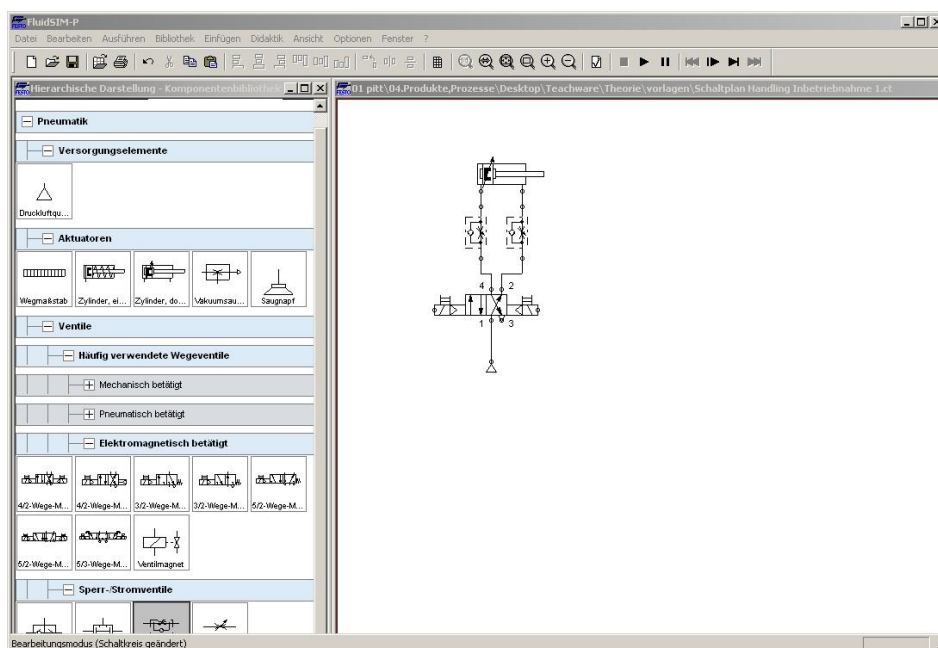 FluidSIM-P
Datei Bearbeiten Ausführen Bibliothek Einfügen Didaktik Ansicht Optionen Fenster ?
Hierarchische Darstellung - Komponentenbibliothek
01 pitt\04.Produkte,Prozesse\Desktop\Teachware\Theorie\vorlagen\Schaltplan Handling Inbetriebnahme 1.ct
Pneumatik
Versorgungselemente
Druckluftqu...
Aktuatoren
Wegmaßstab Zylinder, ei... Zylinder, do... Vakuumsau... Saugnapf
Ventile
Häufig verwendete Wegeventile
Mechanisch betätigt
Pneumatisch betätigt
Elektromagnetisch betätigt
4/2-Wege-M... 4/2-Wege-M... 3/2-Wege-M... 3/2-Wege-M... 5/2-Wege-M...
5/2-Wege-M... 5/3-Wege-M... Ventilmagnet
Sperr-/Stromventile
4 2
1 3
Bearbeitungsmodus (Schaltkreis geändert)